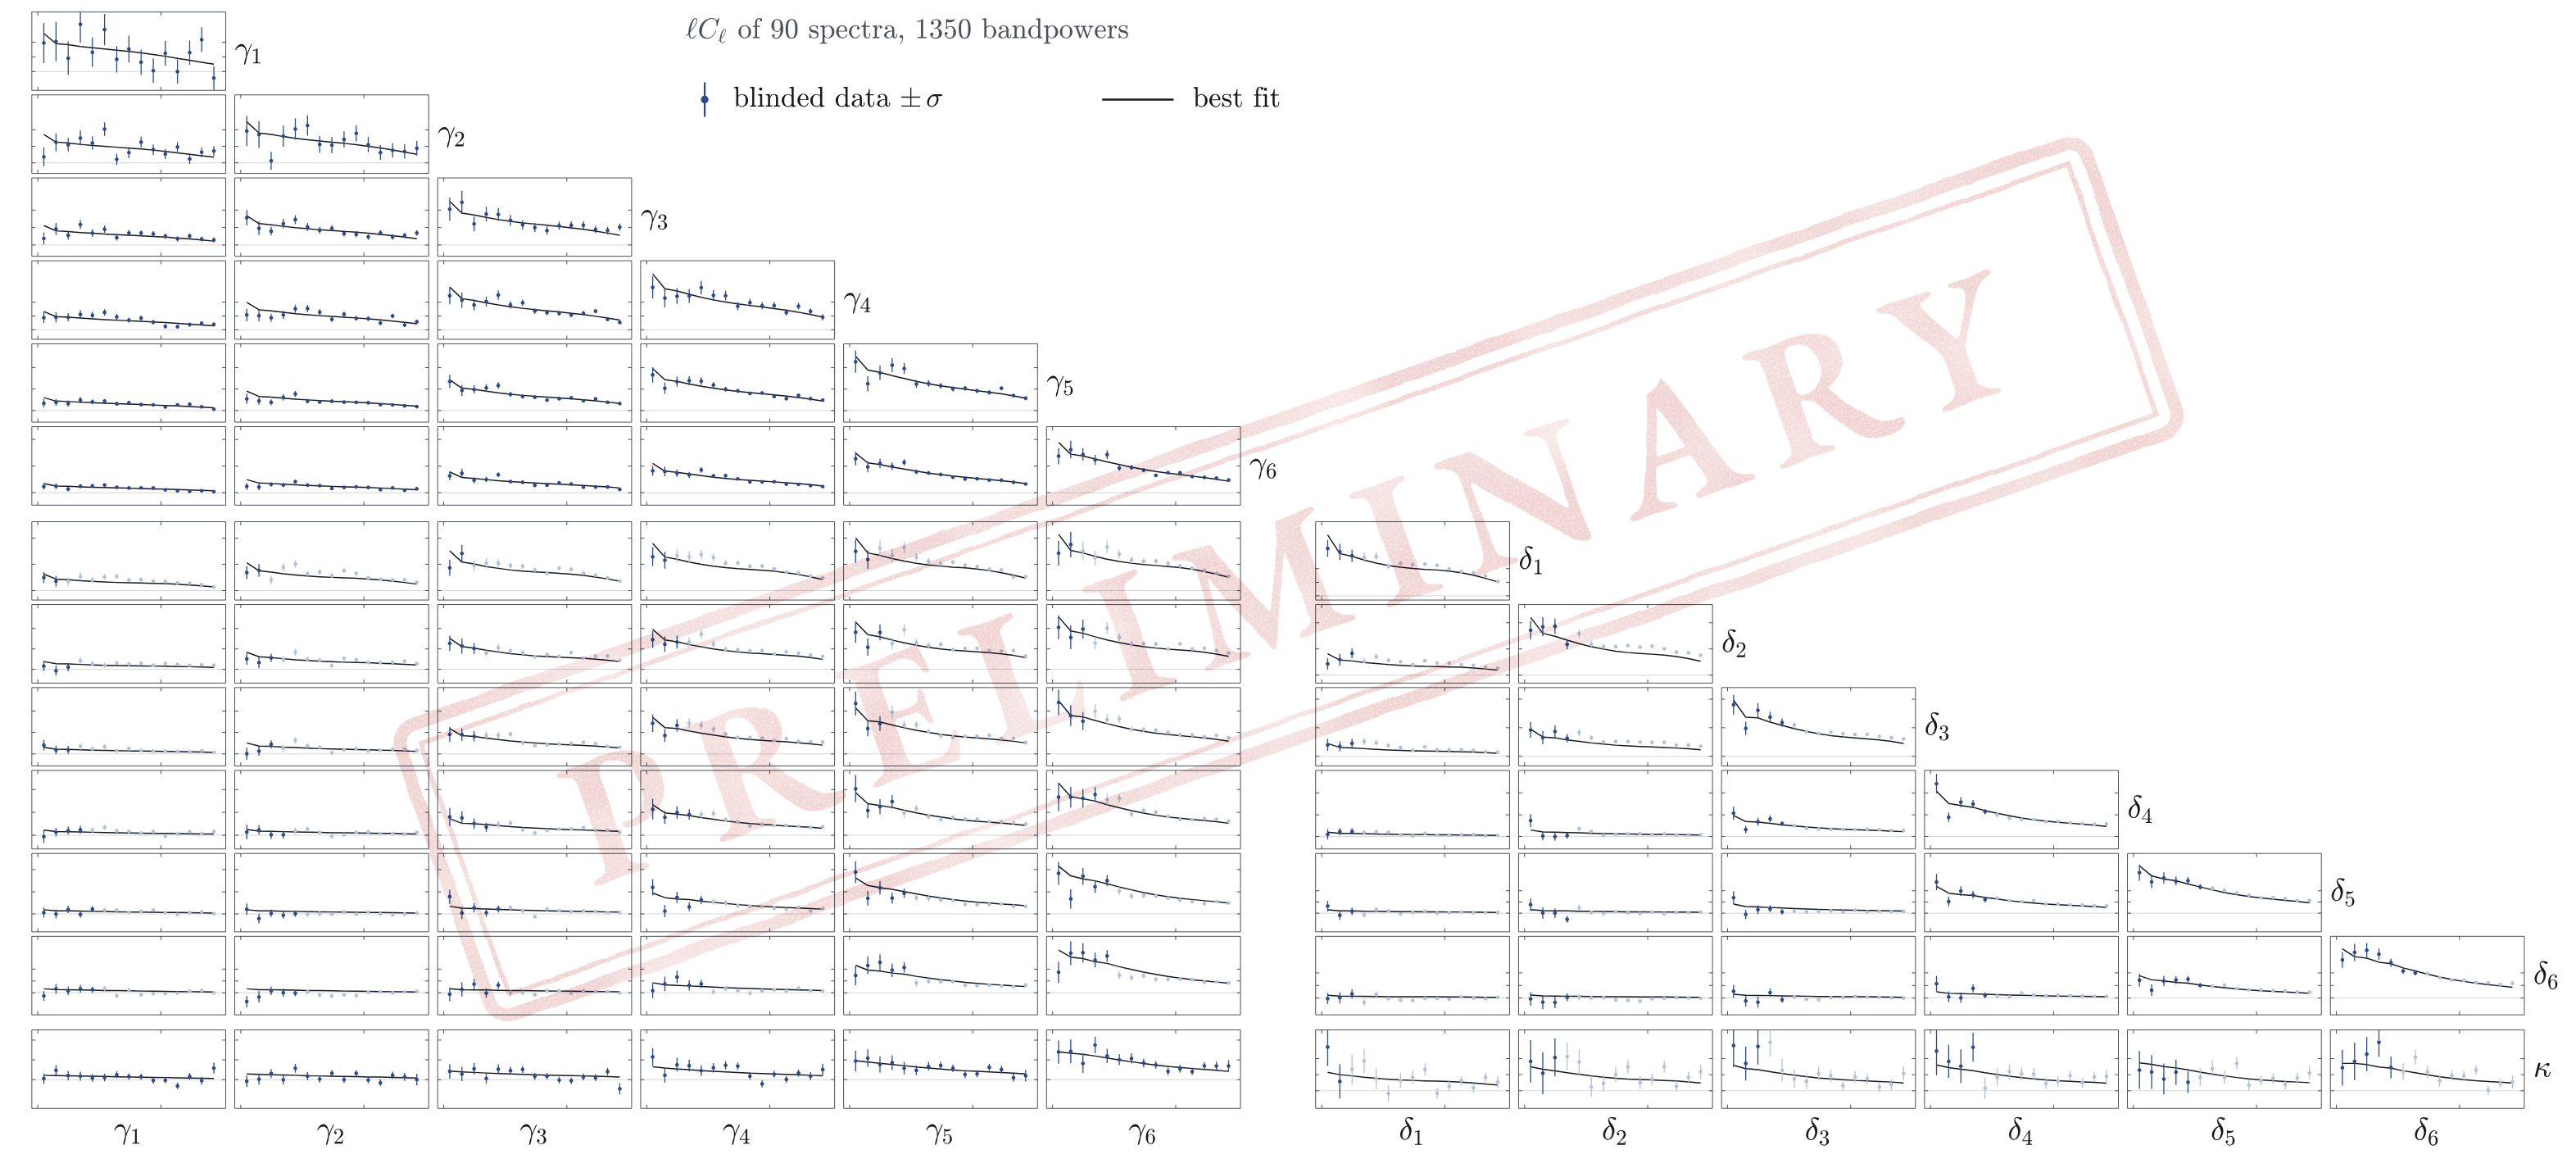 ℓCℓ of 90 spectra, 1350 bandpowers
blinded data ± σ
best fit
γ1
γ2
γ3
γ4
γ5
γ6
δ1
δ2
δ3
δ4
δ5
δ6
κ
PRELIMINARY
γ1 γ2 γ3 γ4 γ5 γ6 δ1 δ2 δ3 δ4 δ5 δ6